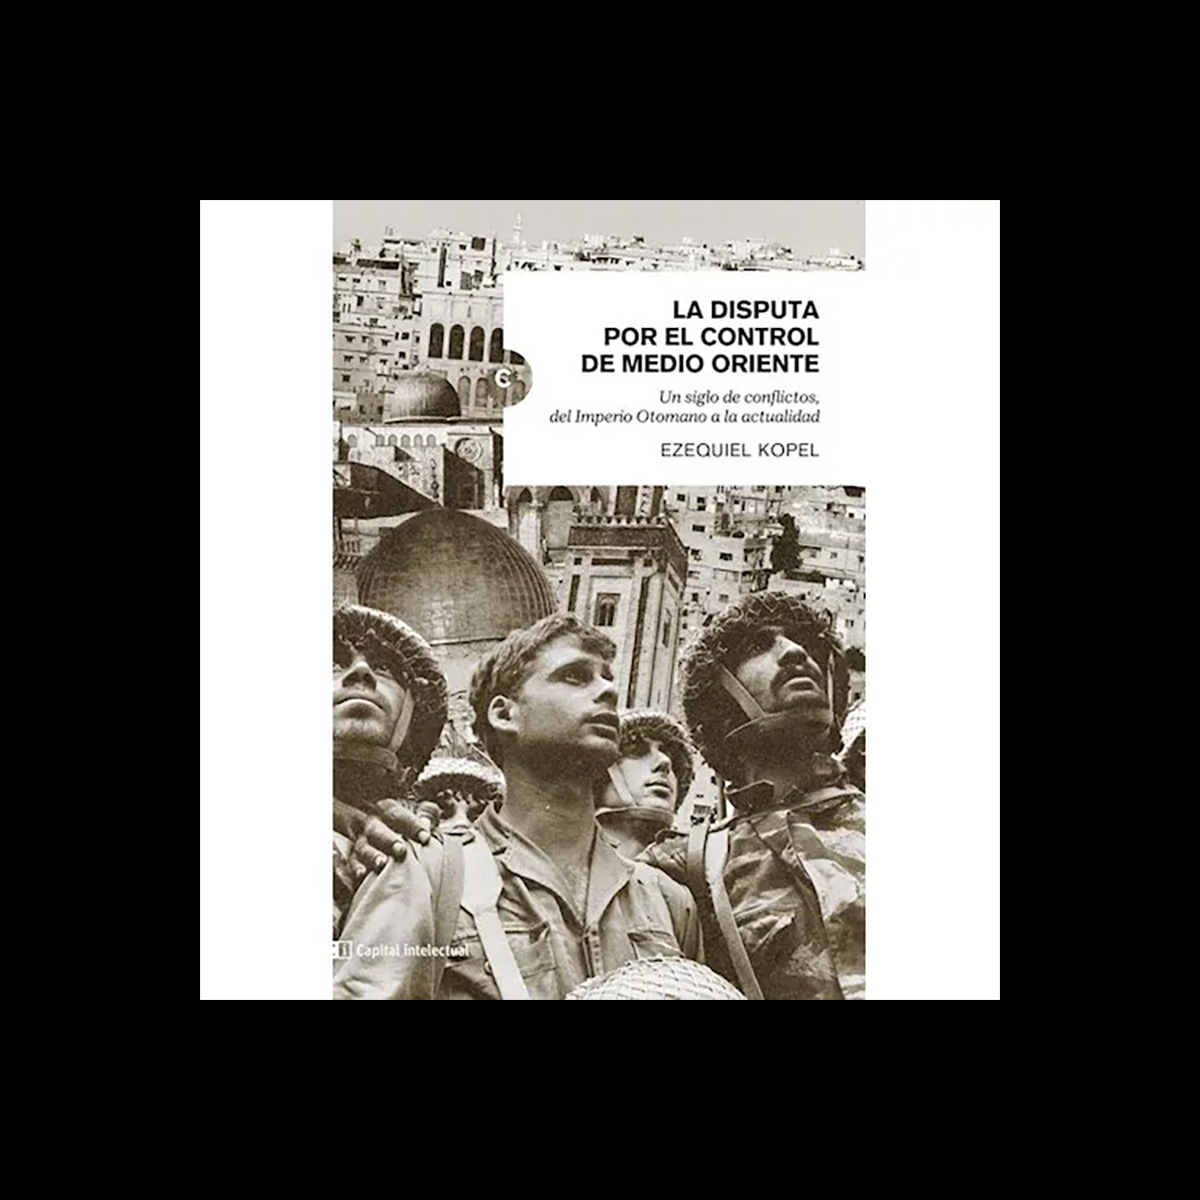 LA DISPUTA
POR EL CONTROL
DE MEDIO ORIENTE
Un siglo de conflictos,
del Imperio Otomano a la actualidad
EZEQUIEL KOPEL
Capital intelectual